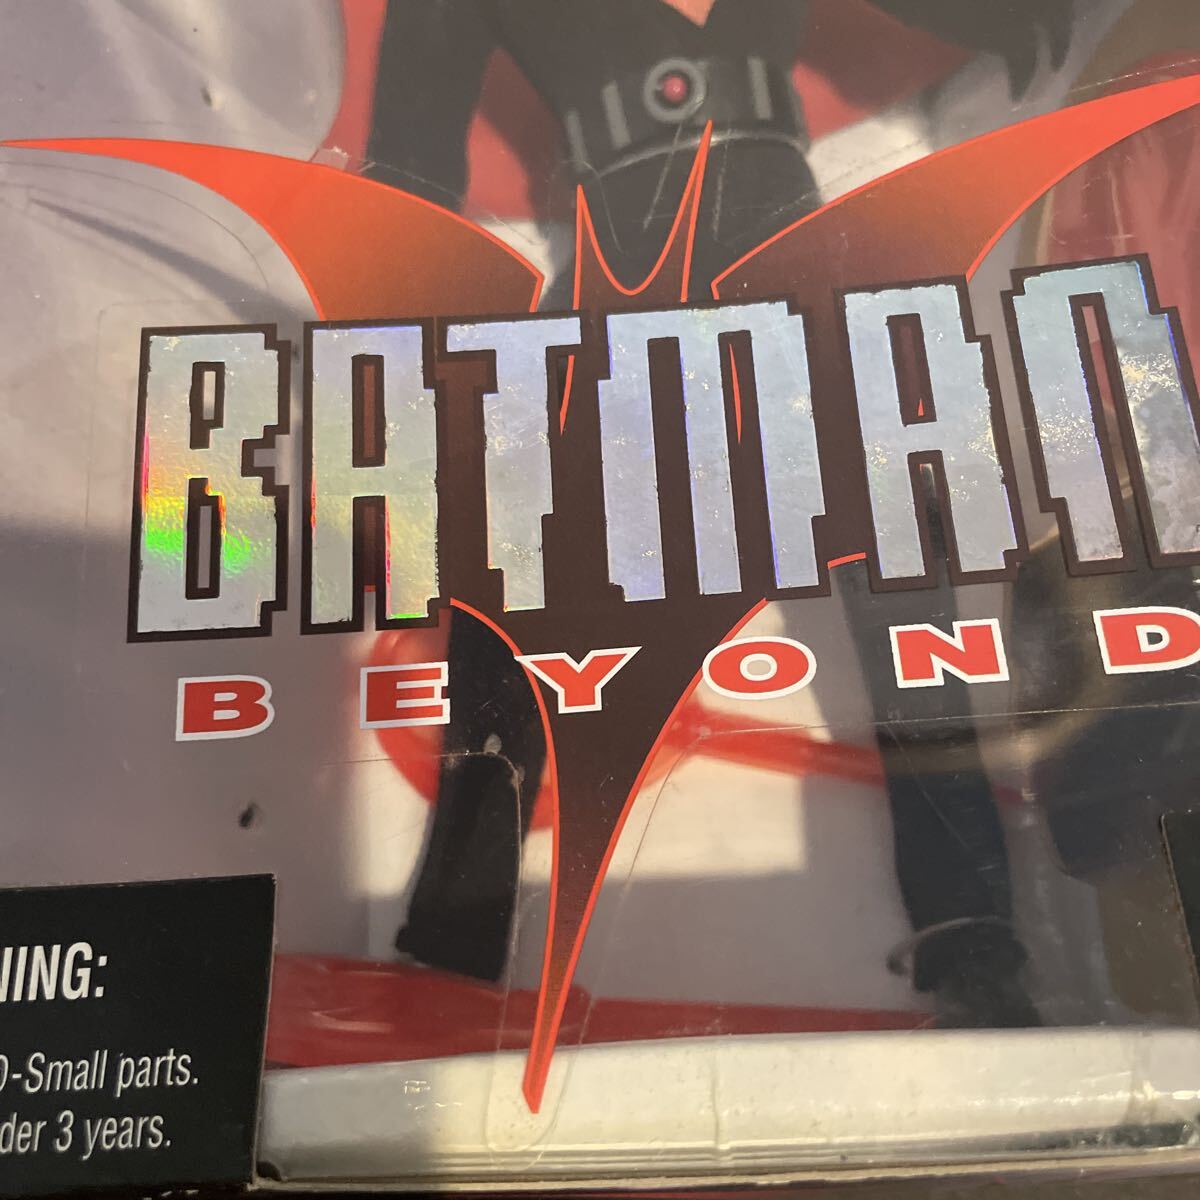 BATMAN
BEYOND
NING:
-Small parts.
der 3 years.